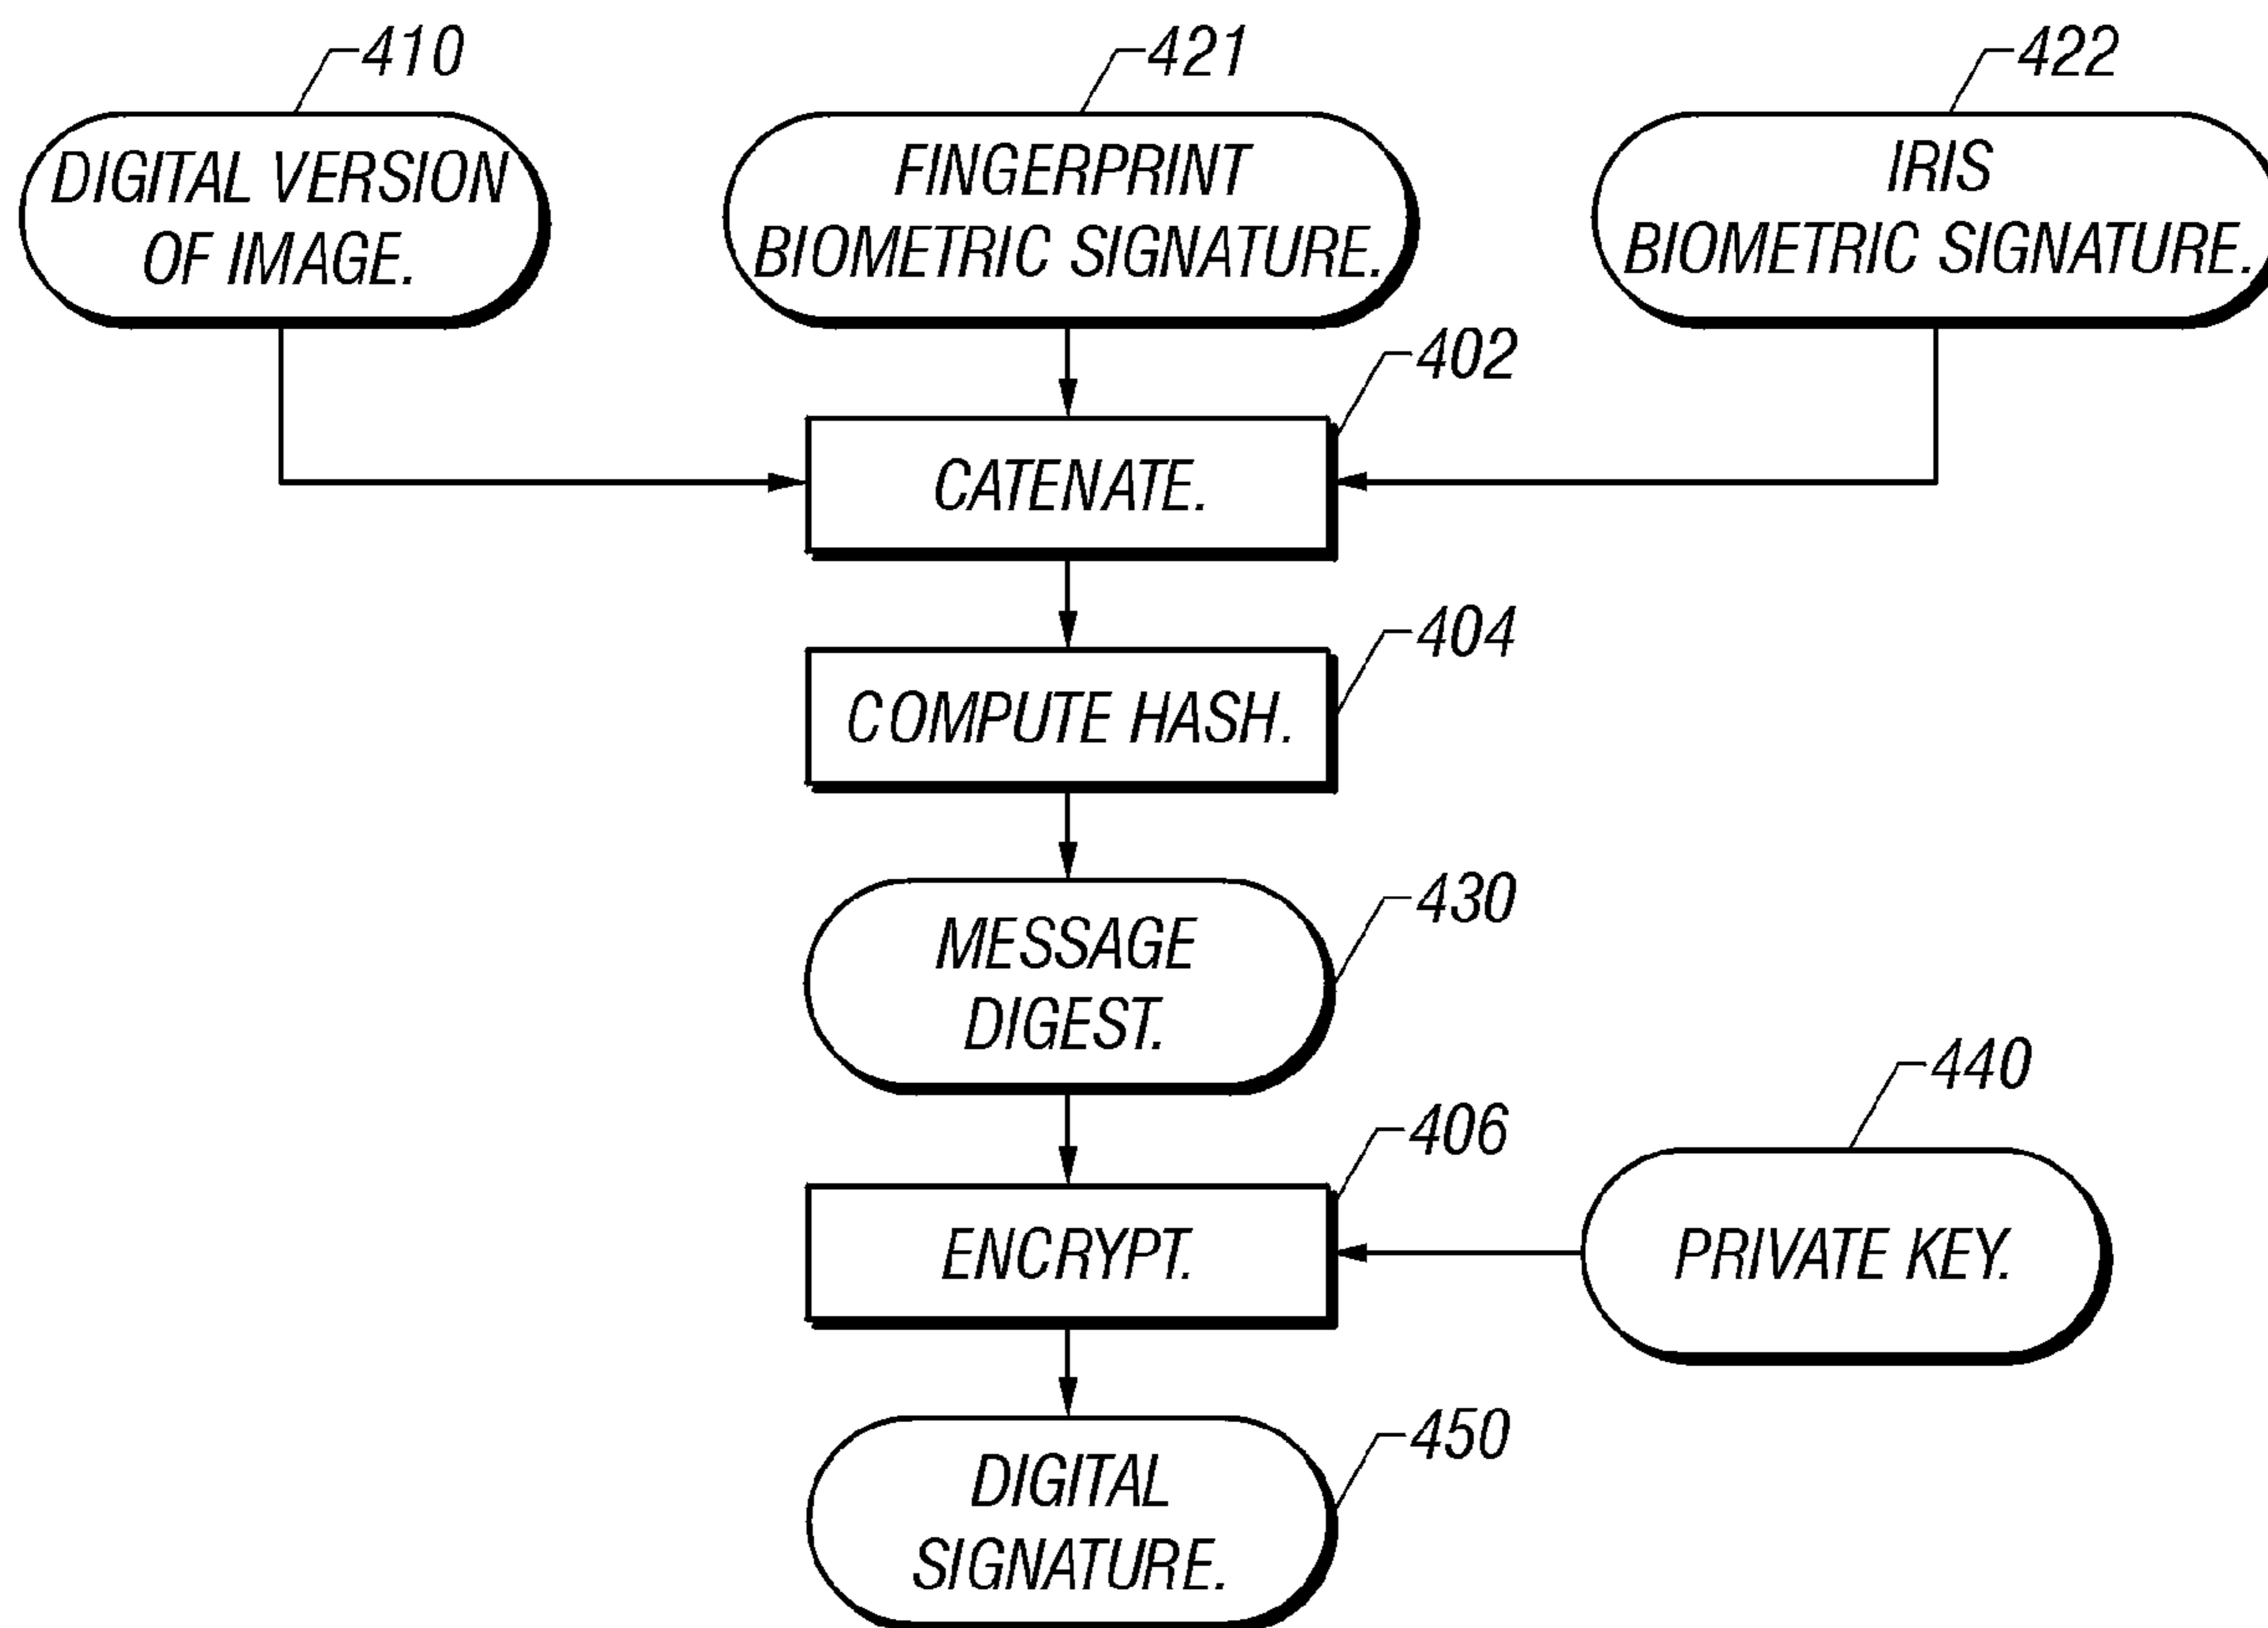 410
421
422
DIGITAL VERSION
OF IMAGE.
FINGERPRINT
BIOMETRIC SIGNATURE.
IRIS
BIOMETRIC SIGNATURE.
402
CATENATE.
404
COMPUTE HASH.
430
MESSAGE
DIGEST.
440
406
ENCRYPT.
PRIVATE KEY.
450
DIGITAL
SIGNATURE.